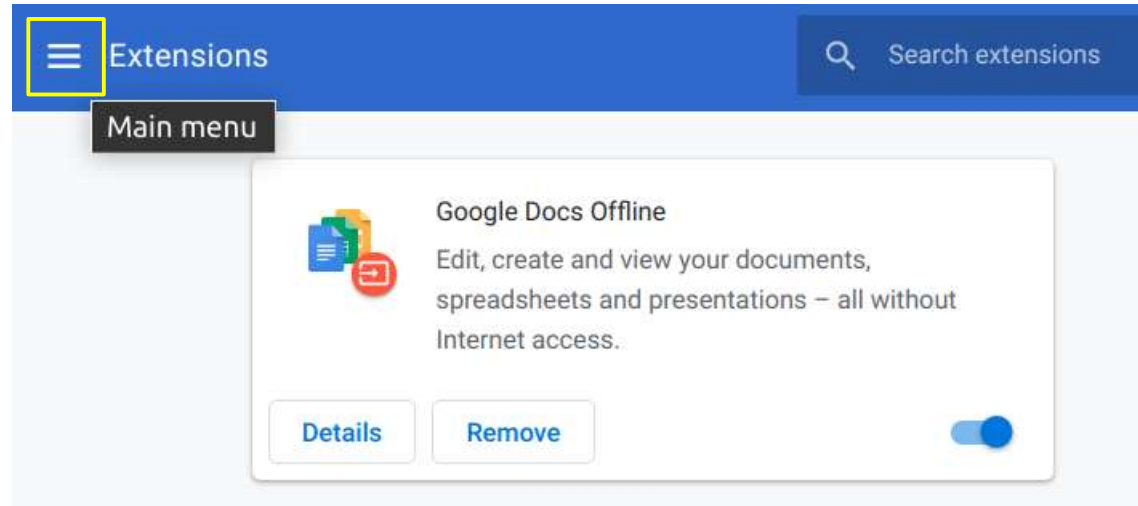 Extensions
Search extensions
Main menu
Google Docs Offline
Edit, create and view your documents,
spreadsheets and presentations – all without
Internet access.
Details
Remove